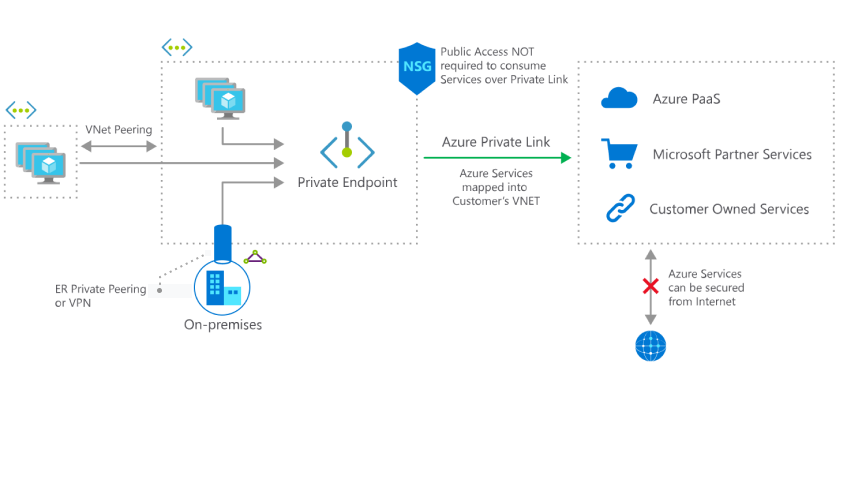 NSG
Public Access NOT
required to consume
Services over Private Link
VNet Peering
Private Endpoint
Azure Private Link
Azure Services
mapped into
Customer's VNET
Azure PaaS
Microsoft Partner Services
Customer Owned Services
ER Private Peering
or VPN
On-premises
Azure Services
can be secured
from Internet